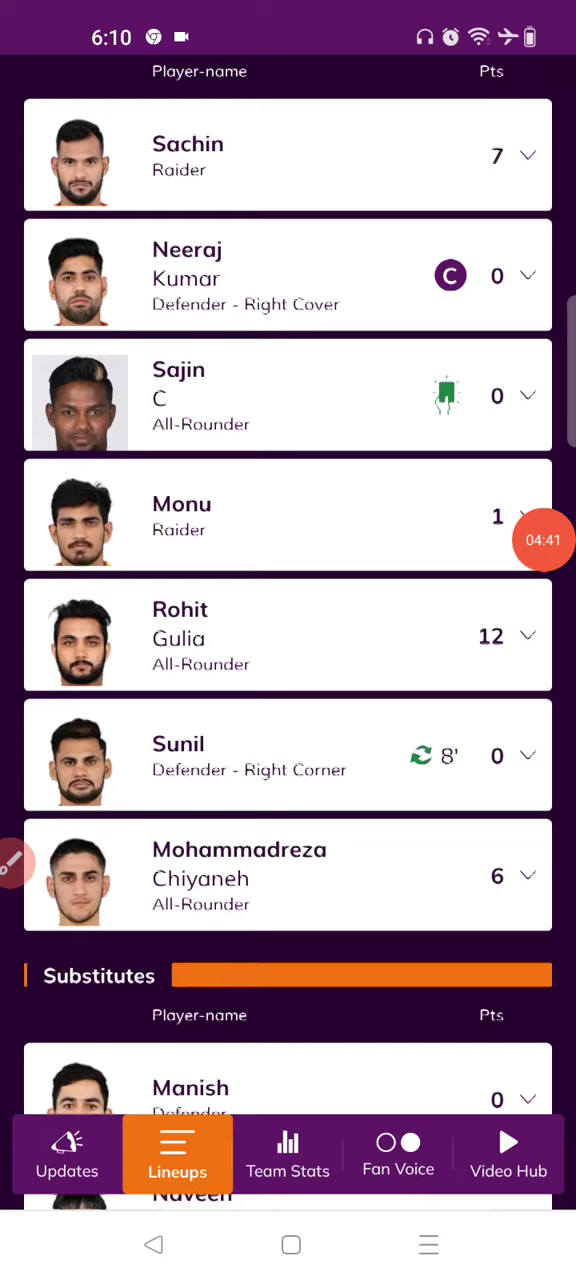 6:10
Player-name Pts
Sachin
Raider
7
Neeraj
Kumar
Defender - Right Cover
C 0
Sajin
C
All-Rounder
0
Monu
Raider
1
04:41
Rohit
Gulia
All-Rounder
12
Sunil
Defender - Right Corner
8' 0
Mohammadreza
Chiyaneh
All-Rounder
6
Substitutes
Player-name Pts
Manish
Defender
0
Updates Lineups Team Stats Fan Voice Video Hub
Naveen